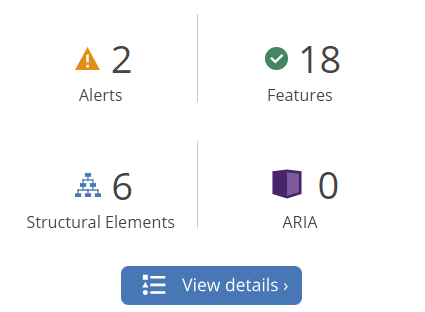 2
Alerts
18
Features
6
Structural Elements
0
ARIA
View details ›